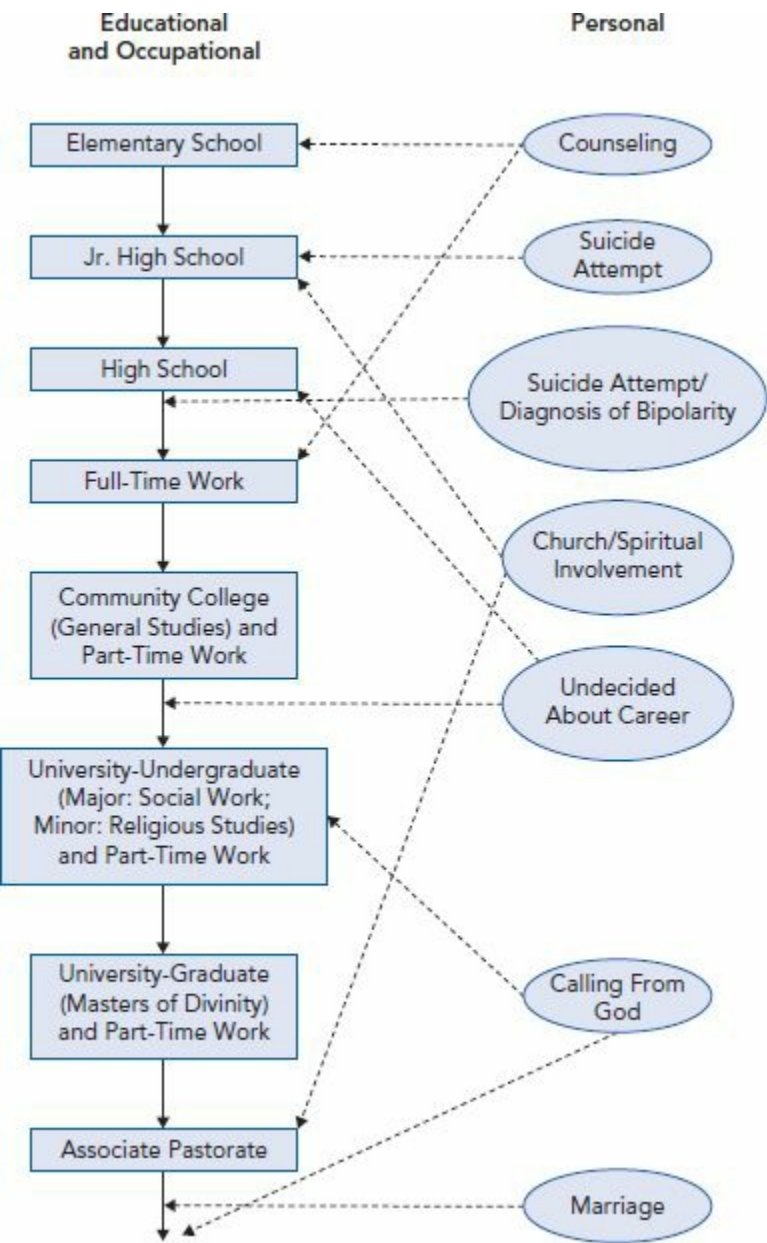 Educational
and Occupational
Personal
Elementary School
Counseling
Jr. High School
Suicide
Attempt
High School
Suicide Attempt/
Diagnosis of Bipolarity
Full-Time Work
Church/Spiritual
Involvement
Community College
(General Studies) and
Part-Time Work
Undecided
About Career
University-Undergraduate
(Major: Social Work;
Minor: Religious Studies)
and Part-Time Work
University-Graduate
(Masters of Divinity)
and Part-Time Work
Calling From
God
Associate Pastorate
Marriage